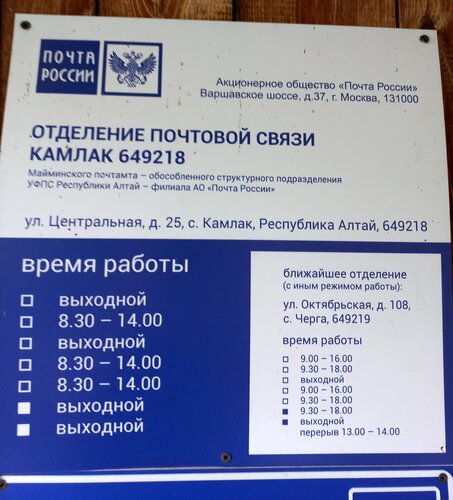 ПОЧТА
РОССИИ
Акционерное общество «Почта России»
Варшавское шоссе, д.37, г. Москва, 131000
ОТДЕЛЕНИЕ ПОЧТОВОЙ СВЯЗИ
КАМЛАК 649218
Майминского почтамта – обособленного структурного подразделения
УФПС Республики Алтай – филиала АО «Почта России»
ул. Центральная, д. 25, с. Камлак, Республика Алтай, 649218
время работы
выходной
8.30 – 14.00
выходной
8.30 – 14.00
8.30 – 14.00
выходной
выходной
ближайшее отделение
(с иным режимом работы):
ул. Октябрьская, д. 108,
с. Черга, 649219
время работы
9.00 – 16.00
9.30 – 18.00
выходной
9.00 – 16.00
9.30 – 18.00
9.30 – 18.00
выходной
перерыв 13.00 – 14.00